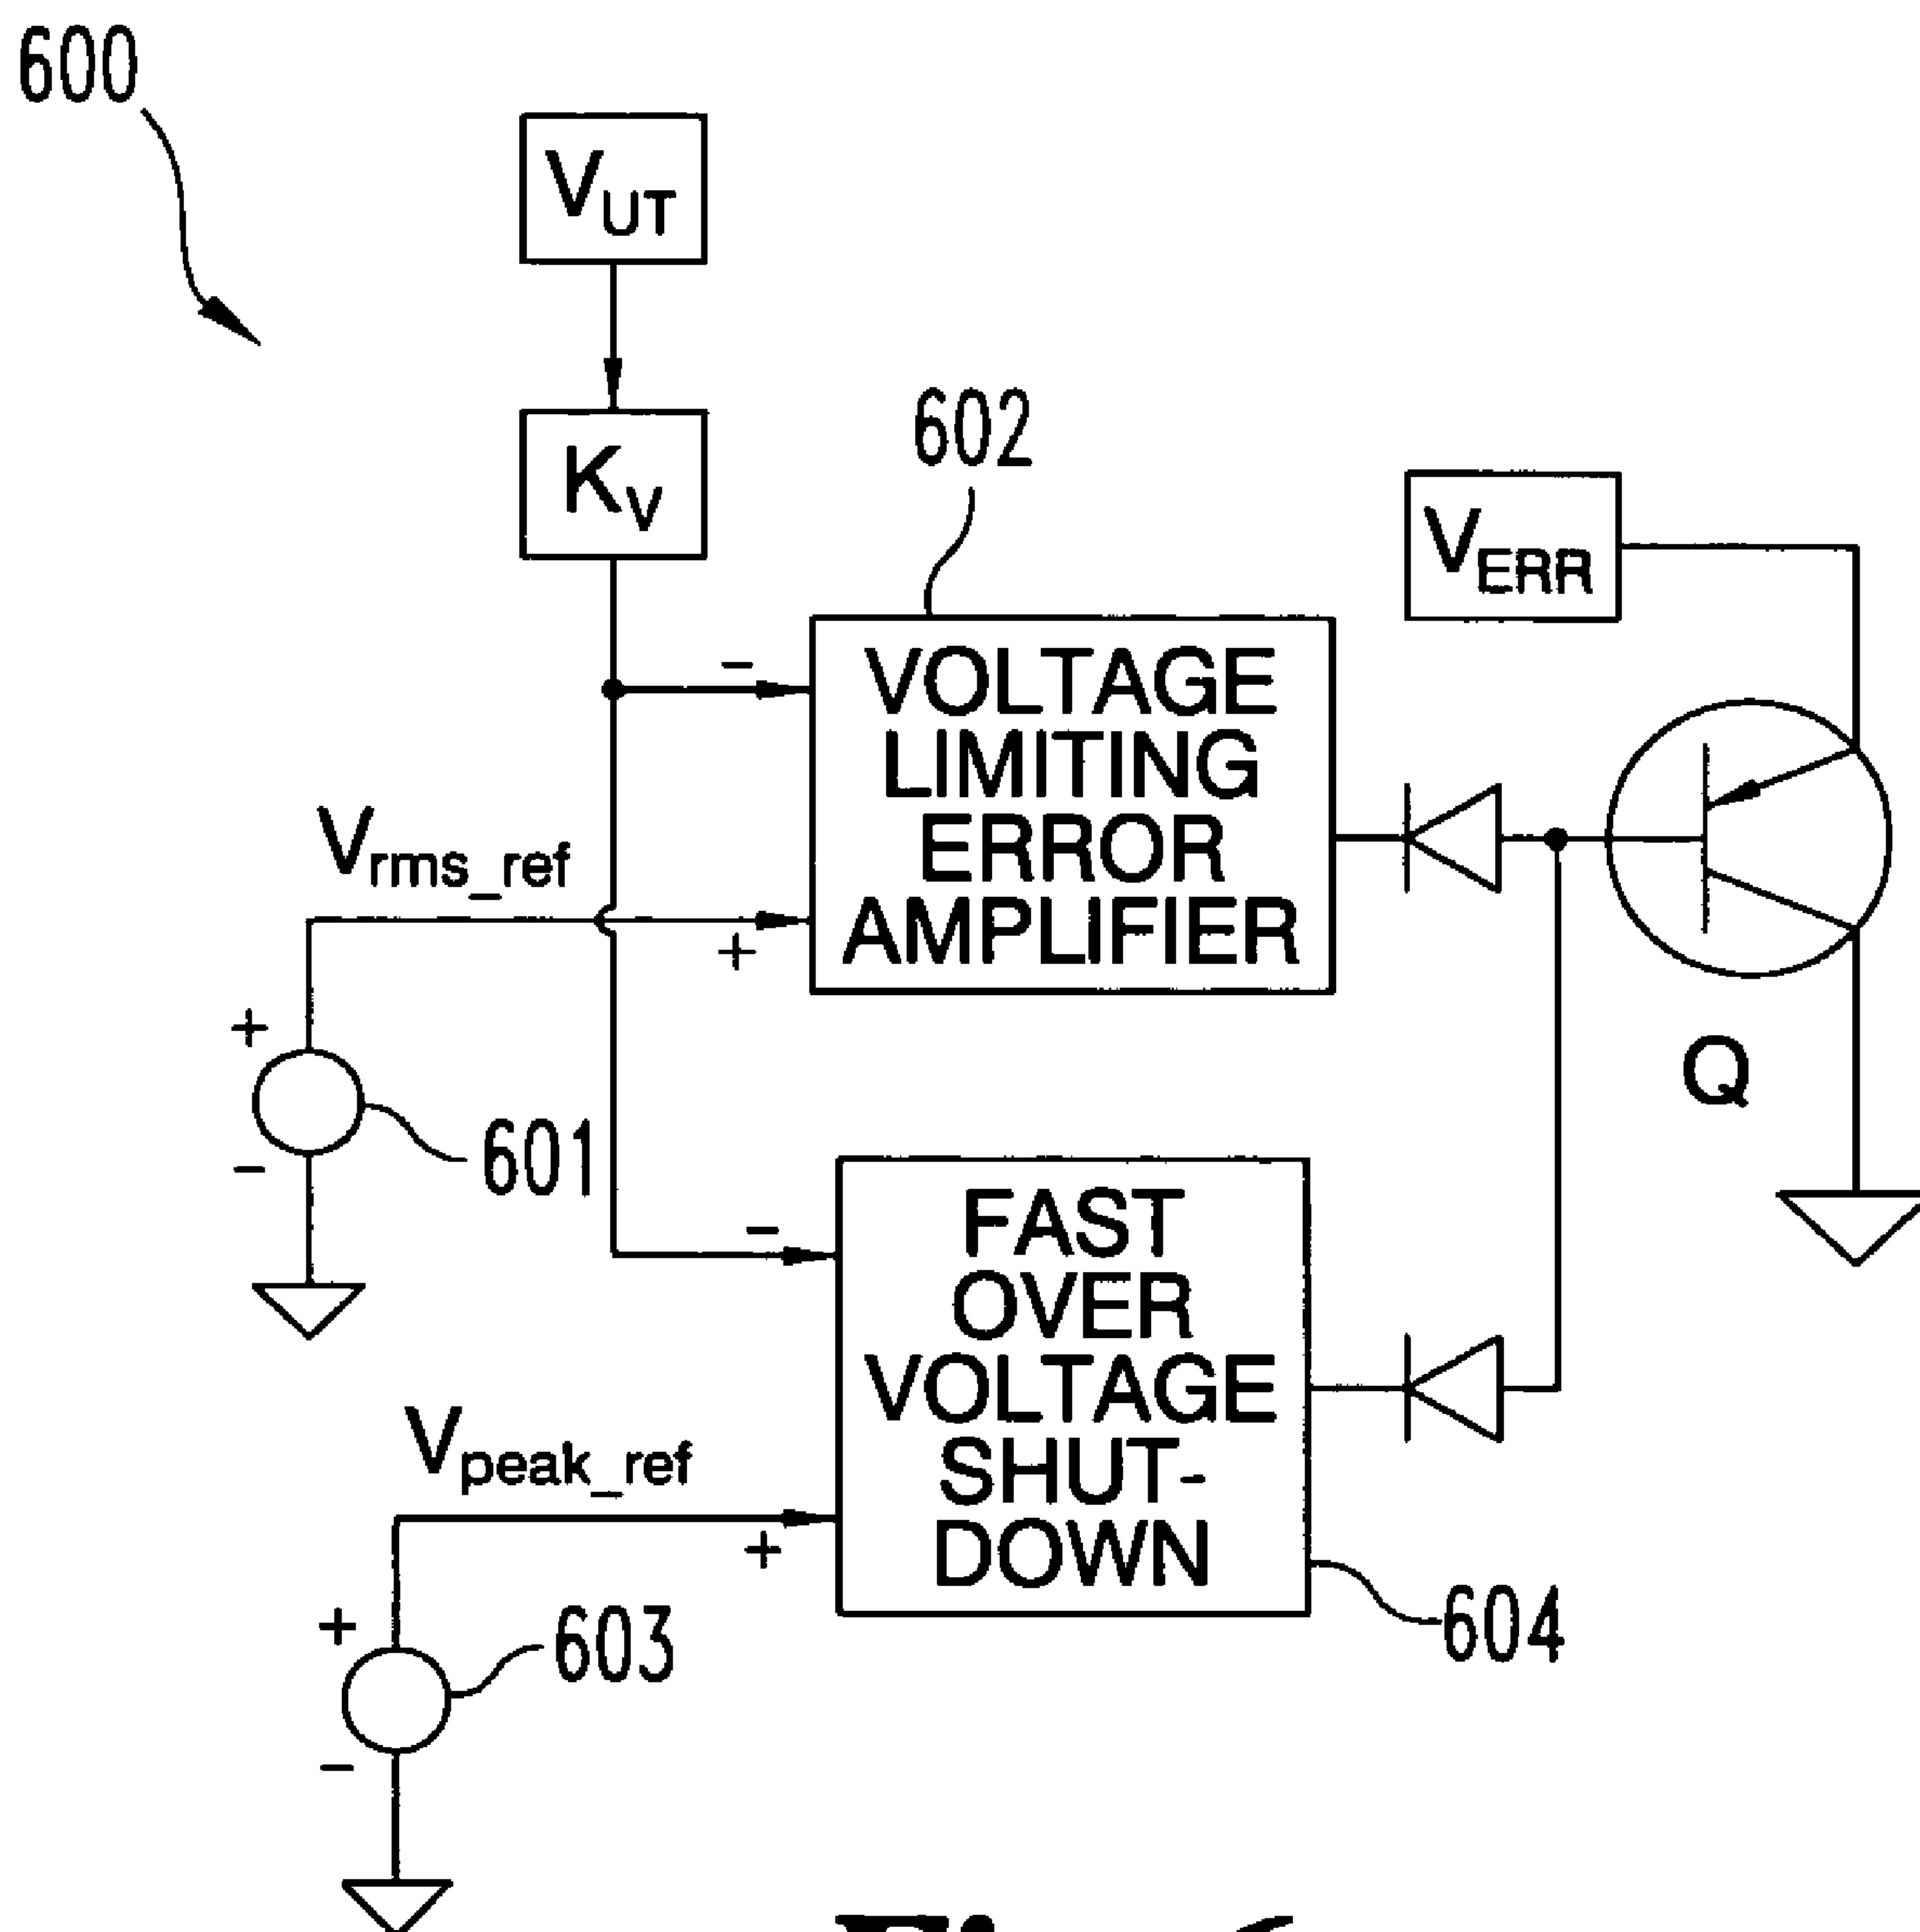 600
V_UT
K_V
602
V_ERR
-
VOLTAGE
LIMITING
ERROR
AMPLIFIER
V_rms_ref
+
+
-
601
Q
-
FAST
OVER
VOLTAGE
SHUT-
DOWN
V_peak_ref
+
+
-
603
604